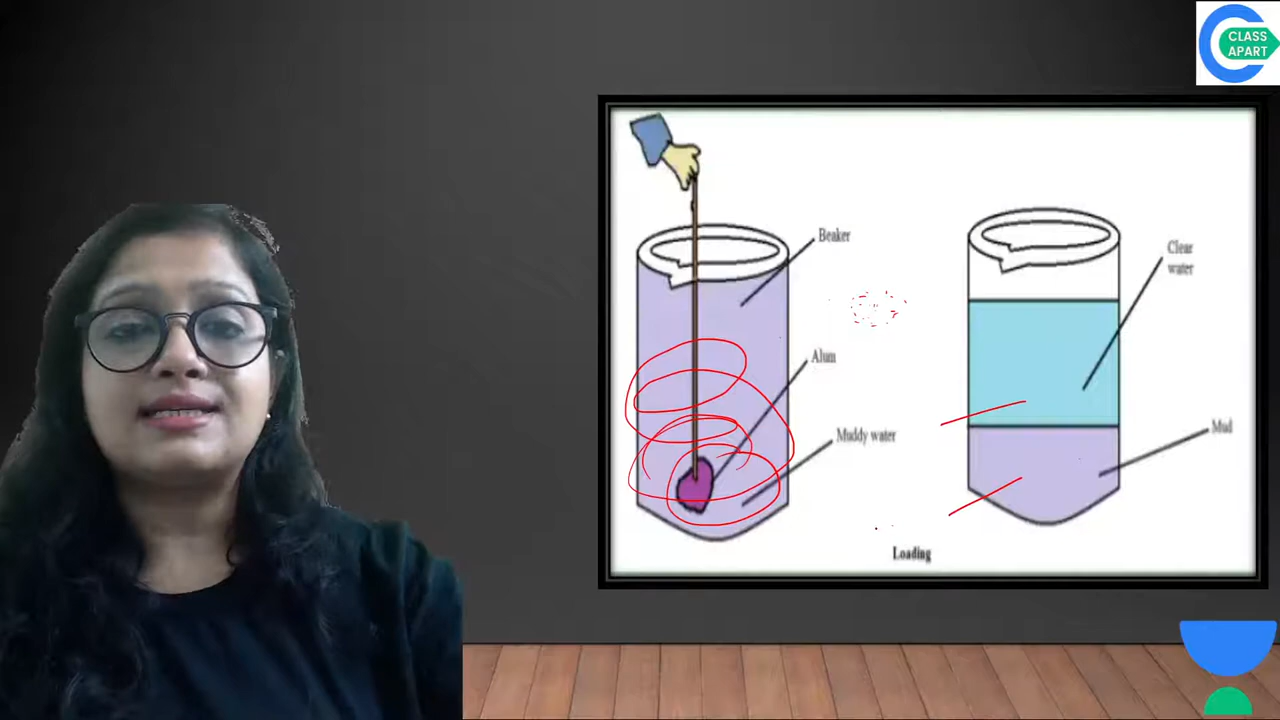 CLASS
APART
Beaker
Clear
water
Alum
Muddy water
Mud
Loading